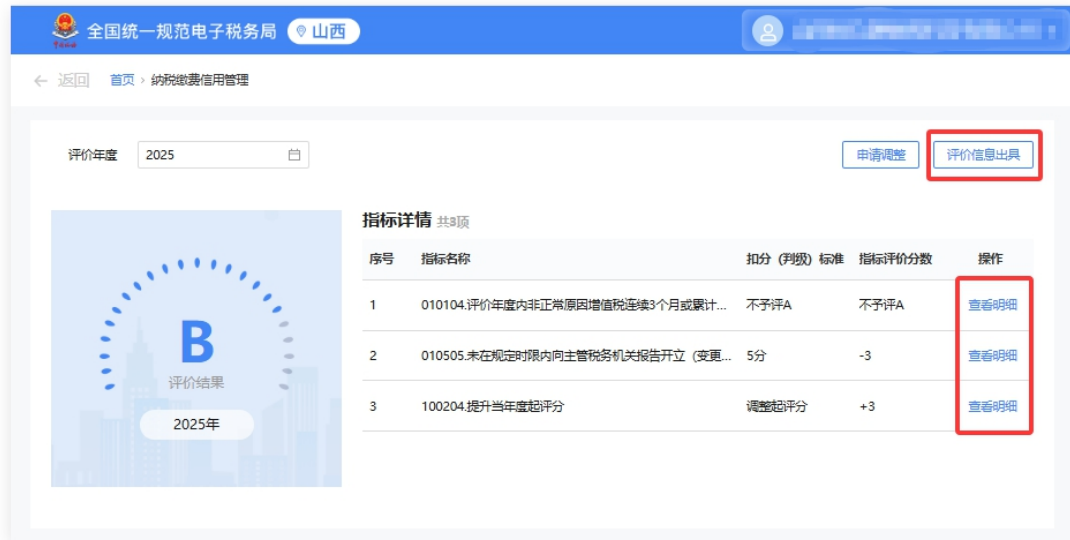 全国统一规范电子税务局 山西
返回 首页 > 纳税缴费信用管理
评价年度 2025 申请调整 评价信息出具
指标详情 共3项
序号 指标名称 扣分（判级）标准 指标评价分数 操作
1 010104.评价年度内非正常原因增值税连续3个月或累计... 不予评A 不予评A 查看明细
2 010505.未在规定时限内向主管税务机关报告开立（变更... 5分 -3 查看明细
3 100204.提升当年度起评分 调整起评分 +3 查看明细
B
评价结果
2025年